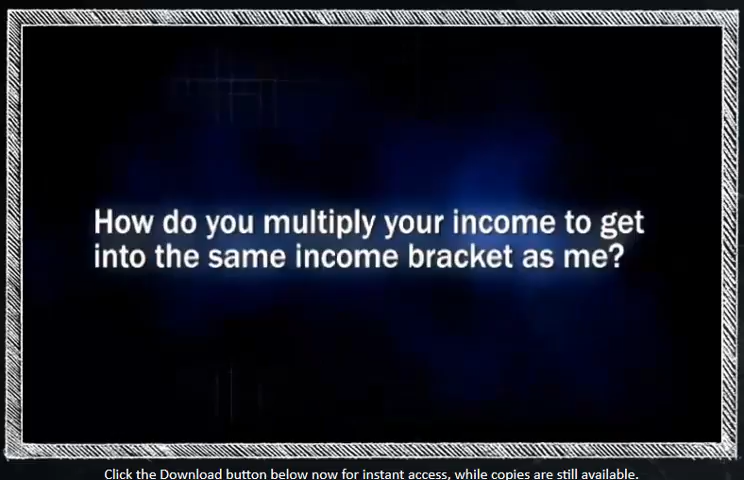 How do you multiply your income to get
into the same income bracket as me?
Click the Download button below now for instant access, while copies are still available.